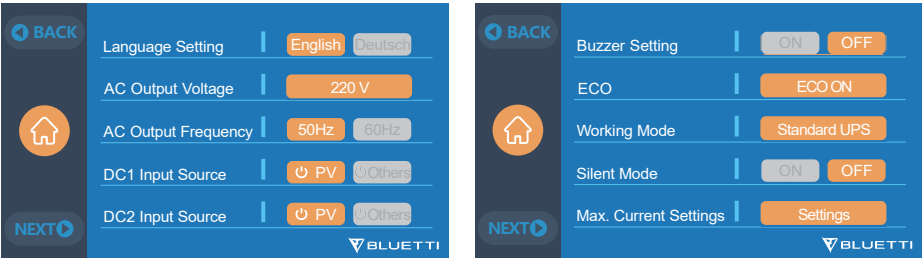 BACK
Language Setting English Deutsch
AC Output Voltage 220 V
AC Output Frequency 50Hz 60Hz
DC1 Input Source PV Others
DC2 Input Source PV Others
NEXT
BLUETTI
BACK
Buzzer Setting ON OFF
ECO ECO ON
Working Mode Standard UPS
Silent Mode ON OFF
Max. Current Settings Settings
NEXT
BLUETTI